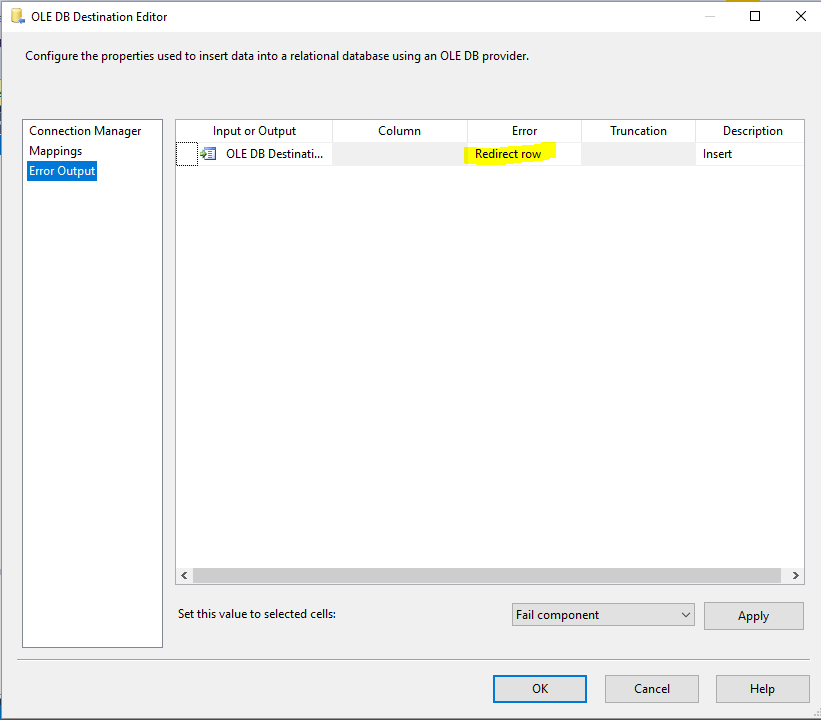 OLE DB Destination Editor
Configure the properties used to insert data into a relational database using an OLE DB provider.
Connection Manager
Mappings
Error Output
Input or Output Column Error Truncation Description
OLE DB Destinati... Redirect row Insert
Set this value to selected cells: Fail component Apply
OK Cancel Help